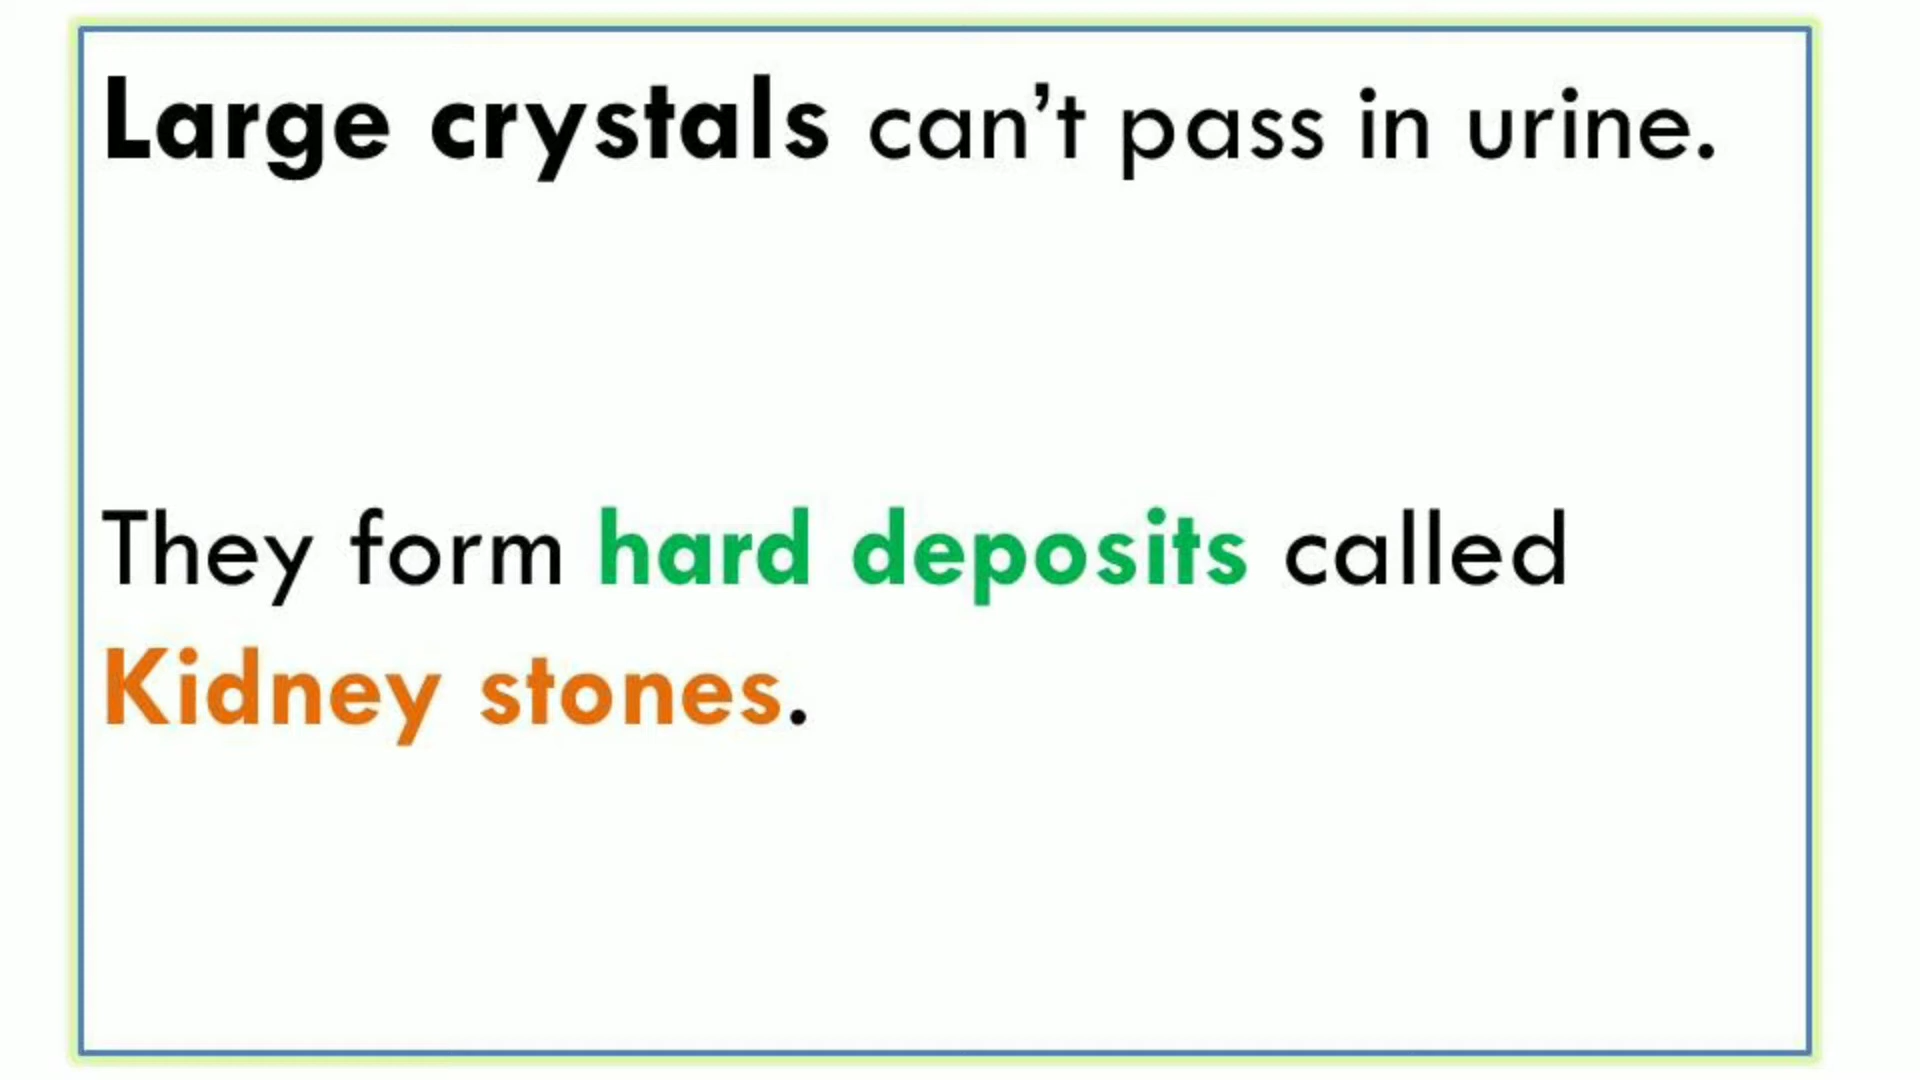 Large crystals can’t pass in urine.
They form hard deposits called
Kidney stones.